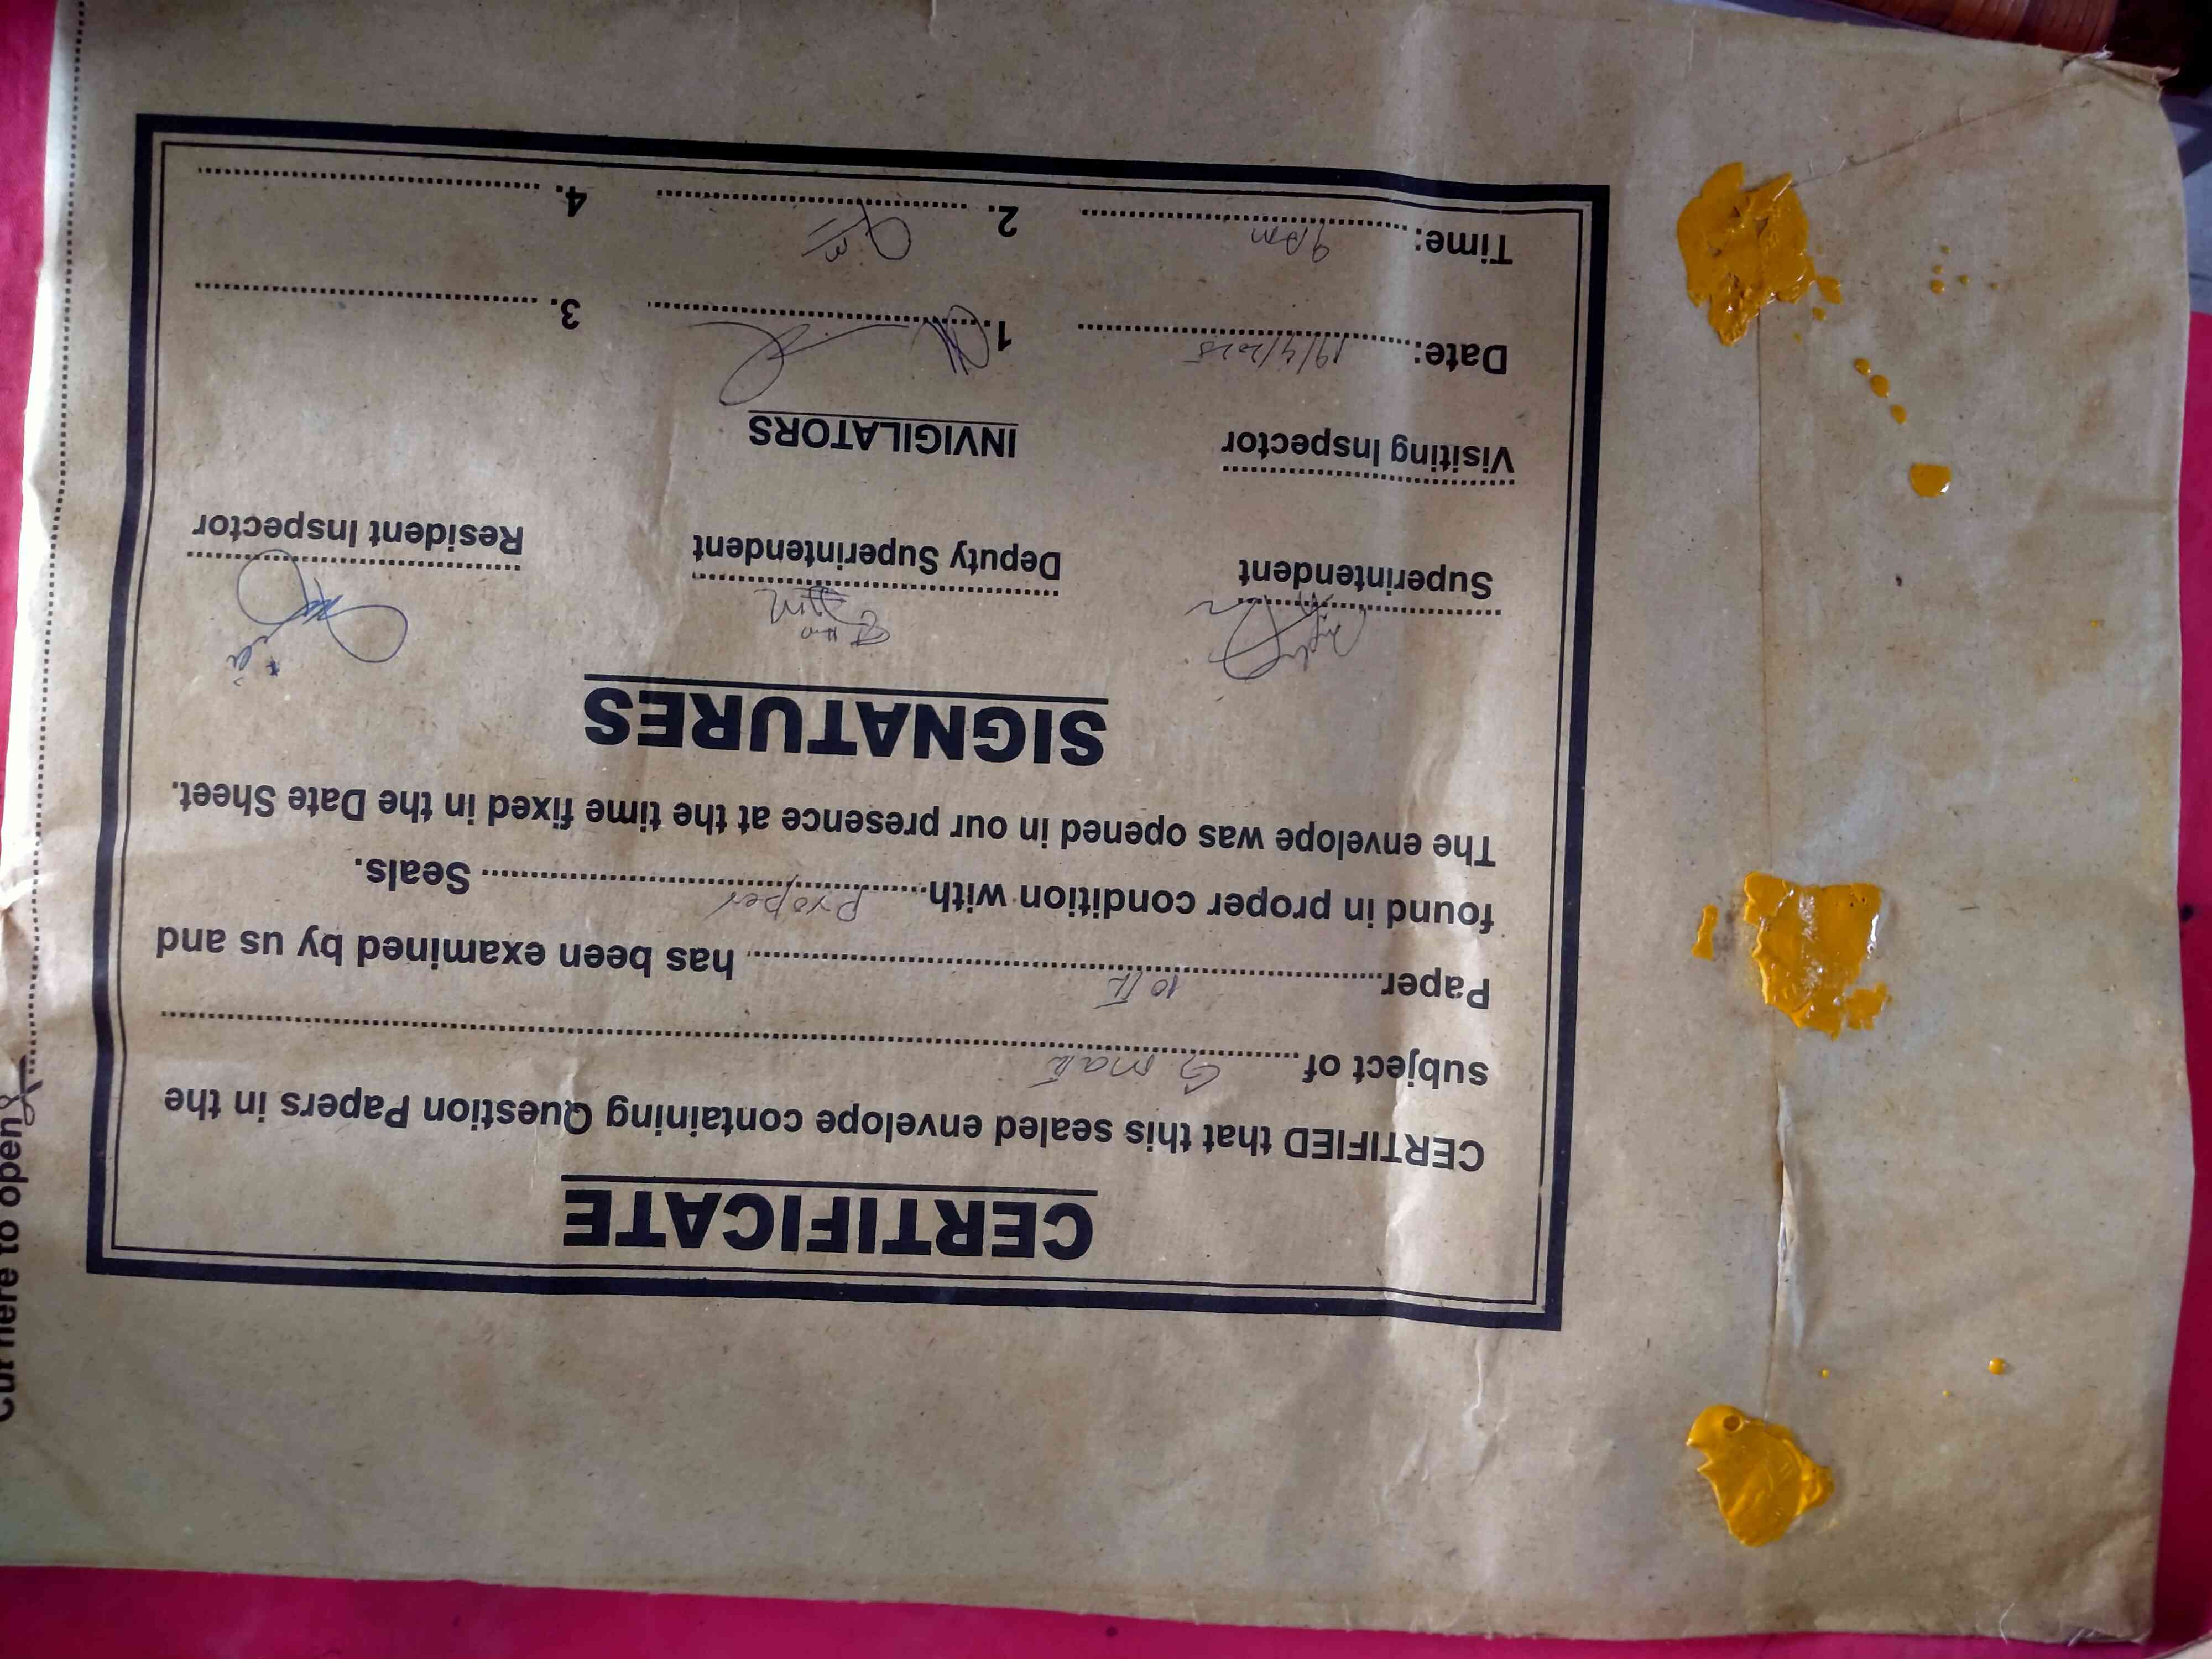 CERTIFICATE
CERTIFIED that this sealed envelope containing Question Papers in the
subject of G math
Paper 10 II has been examined by us and
found in proper condition with proper Seals.
The envelope was opened in our presence at the time fixed in the Date Sheet.
SIGNATURES
Superintendent Deputy Superintendent Resident Inspector
Visiting Inspector INVIGILATORS
Date: 19/4/2025 1. 3.
Time: 9 2. 4.
Cut here to open